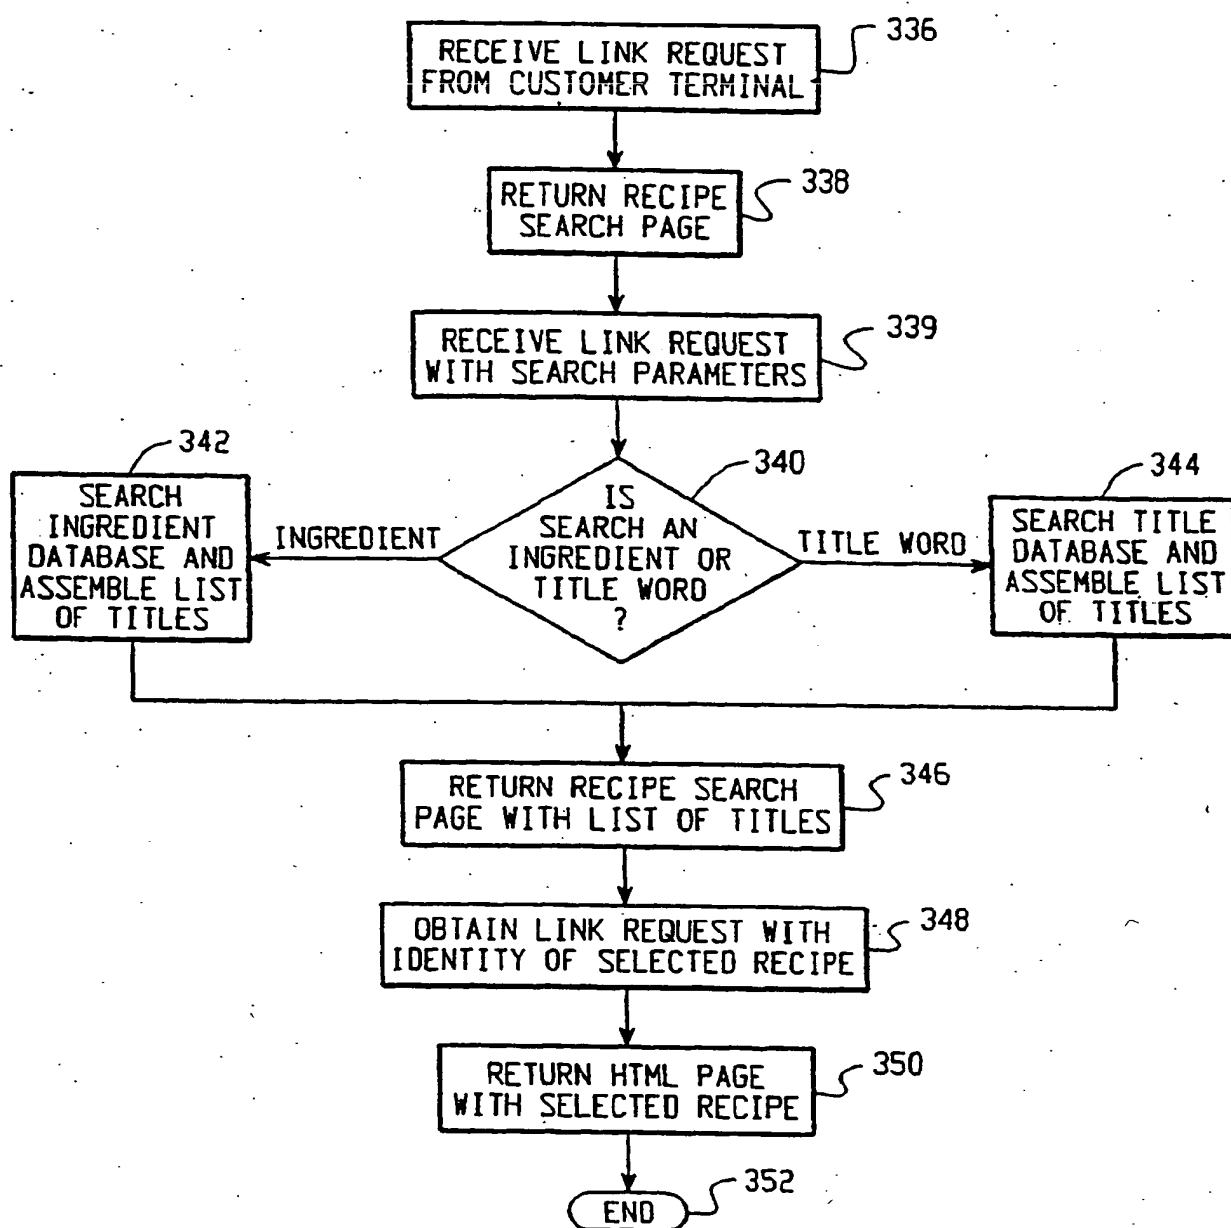 336
RECEIVE LINK REQUEST
FROM CUSTOMER TERMINAL
338
RETURN RECIPE
SEARCH PAGE
339
RECEIVE LINK REQUEST
WITH SEARCH PARAMETERS
342
SEARCH
INGREDIENT
DATABASE AND
ASSEMBLE LIST
OF TITLES
INGREDIENT
340
IS
SEARCH AN
INGREDIENT OR
TITLE WORD
?
TITLE WORD
344
SEARCH TITLE
DATABASE AND
ASSEMBLE LIST
OF TITLES
346
RETURN RECIPE SEARCH
PAGE WITH LIST OF TITLES
348
OBTAIN LINK REQUEST WITH
IDENTITY OF SELECTED RECIPE
350
RETURN HTML PAGE
WITH SELECTED RECIPE
352
END